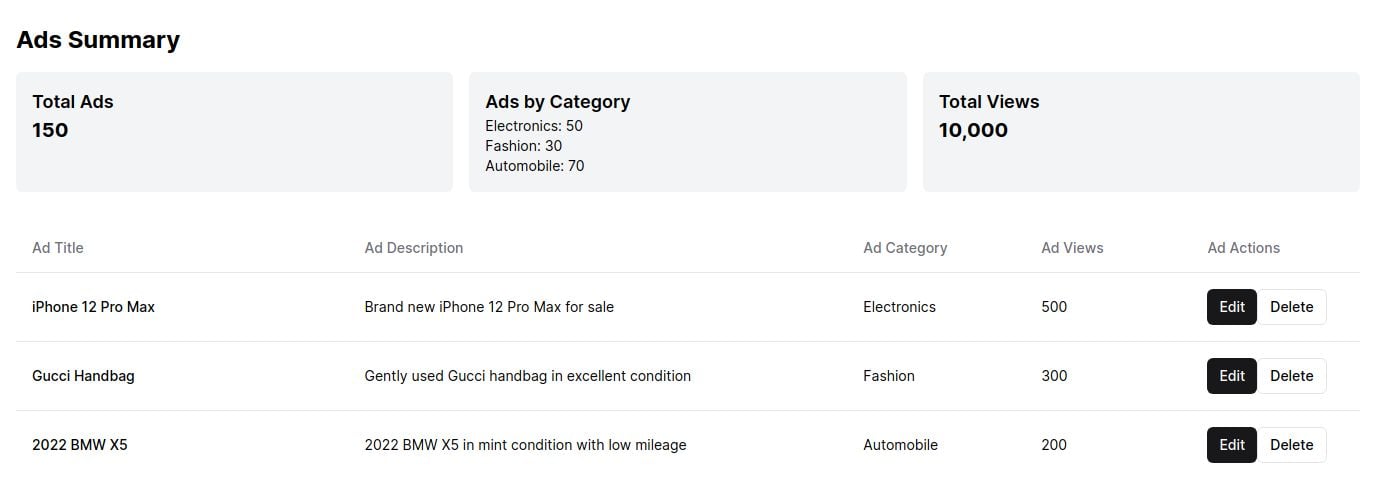 Ads Summary
Total Ads
150
Ads by Category
Electronics: 50
Fashion: 30
Automobile: 70
Total Views
10,000
Ad Title Ad Description Ad Category Ad Views Ad Actions
iPhone 12 Pro Max Brand new iPhone 12 Pro Max for sale Electronics 500 Edit Delete
Gucci Handbag Gently used Gucci handbag in excellent condition Fashion 300 Edit Delete
2022 BMW X5 2022 BMW X5 in mint condition with low mileage Automobile 200 Edit Delete